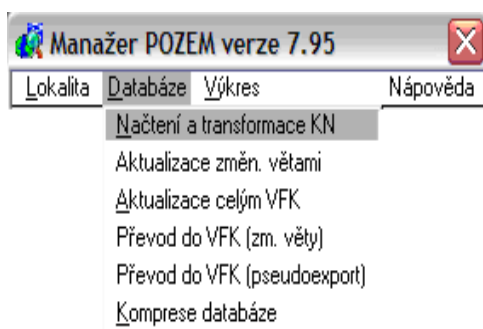 Manažer POZEM verze 7.95
Lokalita Databáze Výkres Nápověda
Načtení a transformace KN
Aktualizace změn. větami
Aktualizace celým VFK
Převod do VFK (zm. věty)
Převod do VFK (pseudoexport)
Komprese databáze